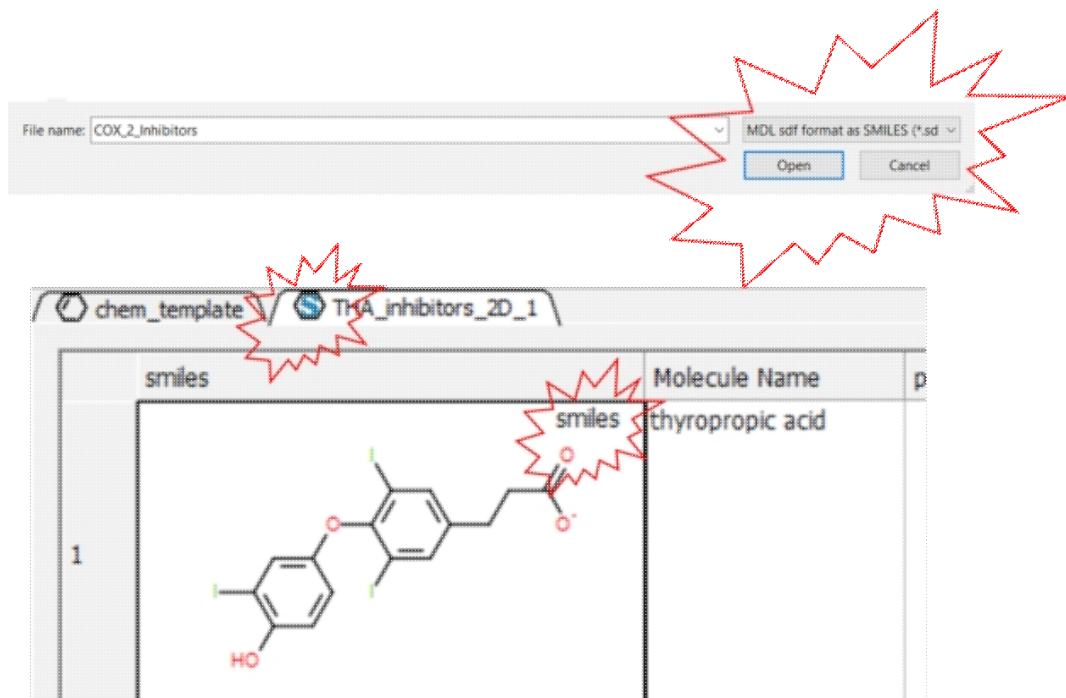 File name: COX_2_Inhibitors
MDL sdf format as SMILES (*.sd
Open Cancel
chem_template THA_inhibitors_2D_1
smiles Molecule Name p
smiles thyropropic acid
I
O
O
O-
1
I
I
HO